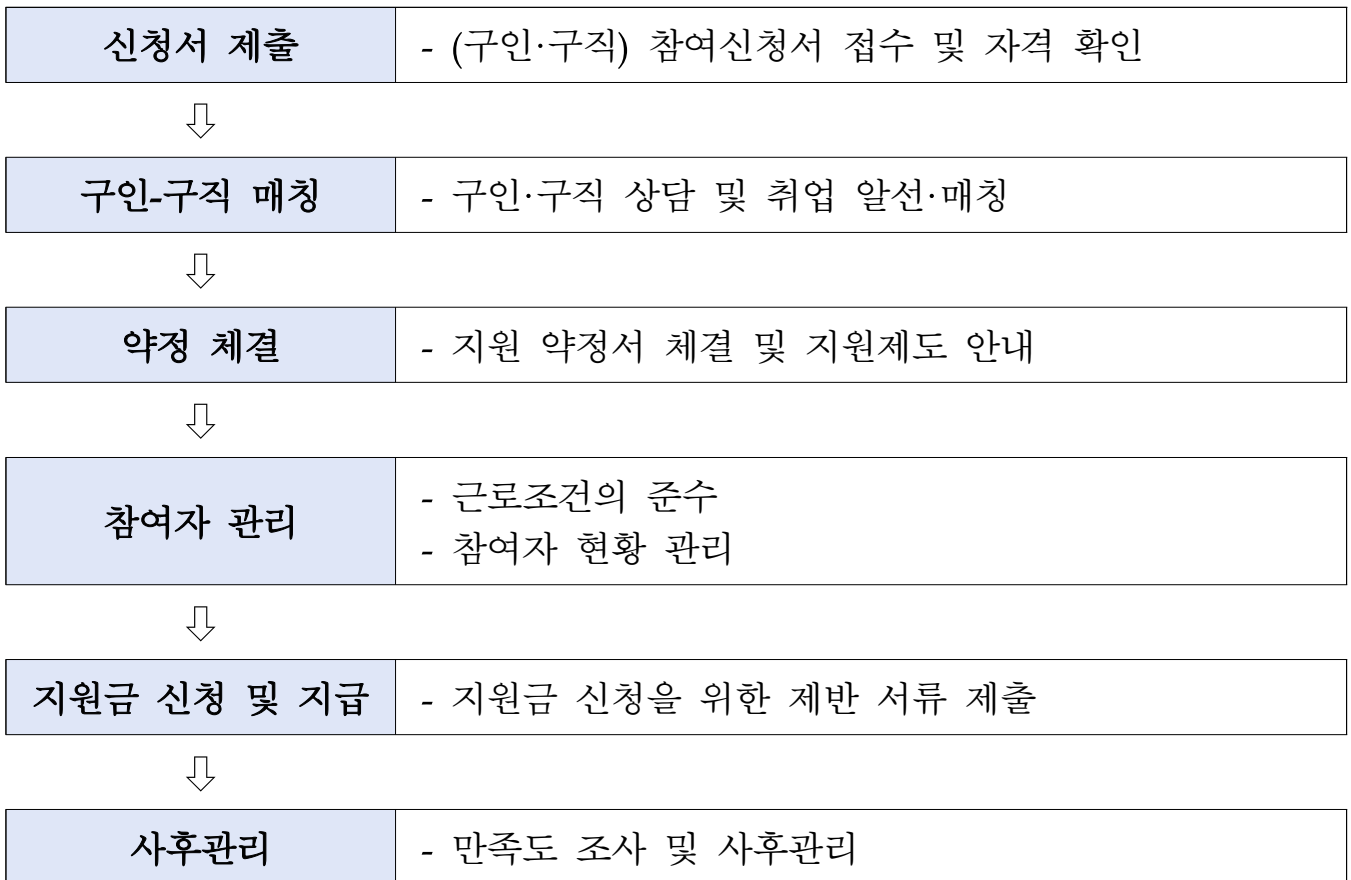 신청서 제출
- (구인·구직) 참여신청서 접수 및 자격 확인
구인-구직 매칭
- 구인·구직 상담 및 취업 알선·매칭
약정 체결
- 지원 약정서 체결 및 지원제도 안내
참여자 관리
- 근로조건의 준수
- 참여자 현황 관리
지원금 신청 및 지급
- 지원금 신청을 위한 제반 서류 제출
사후관리
- 만족도 조사 및 사후관리